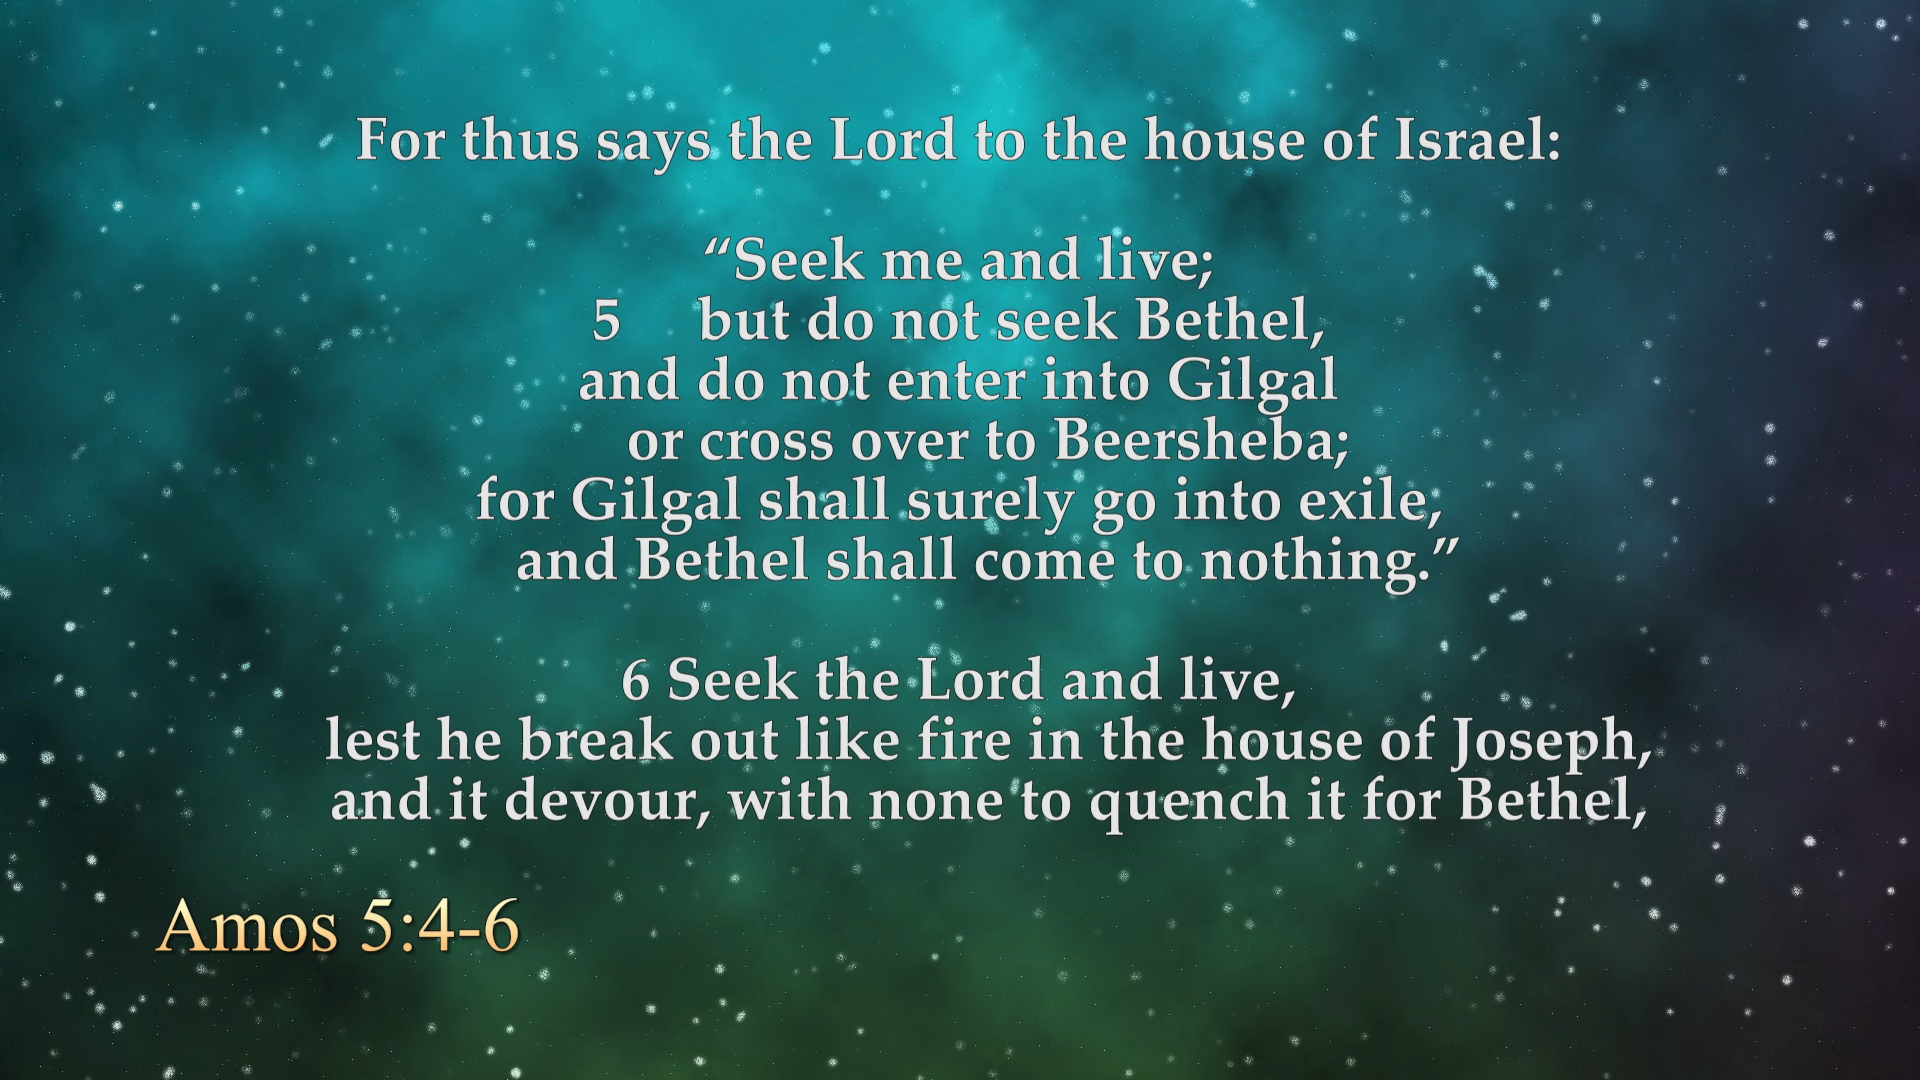 For thus says the Lord to the house of Israel:
“Seek me and live;
5 but do not seek Bethel,
and do not enter into Gilgal
or cross over to Beersheba;
for Gilgal shall surely go into exile,
and Bethel shall come to nothing.”
6 Seek the Lord and live,
lest he break out like fire in the house of Joseph,
and it devour, with none to quench it for Bethel,
Amos 5:4-6